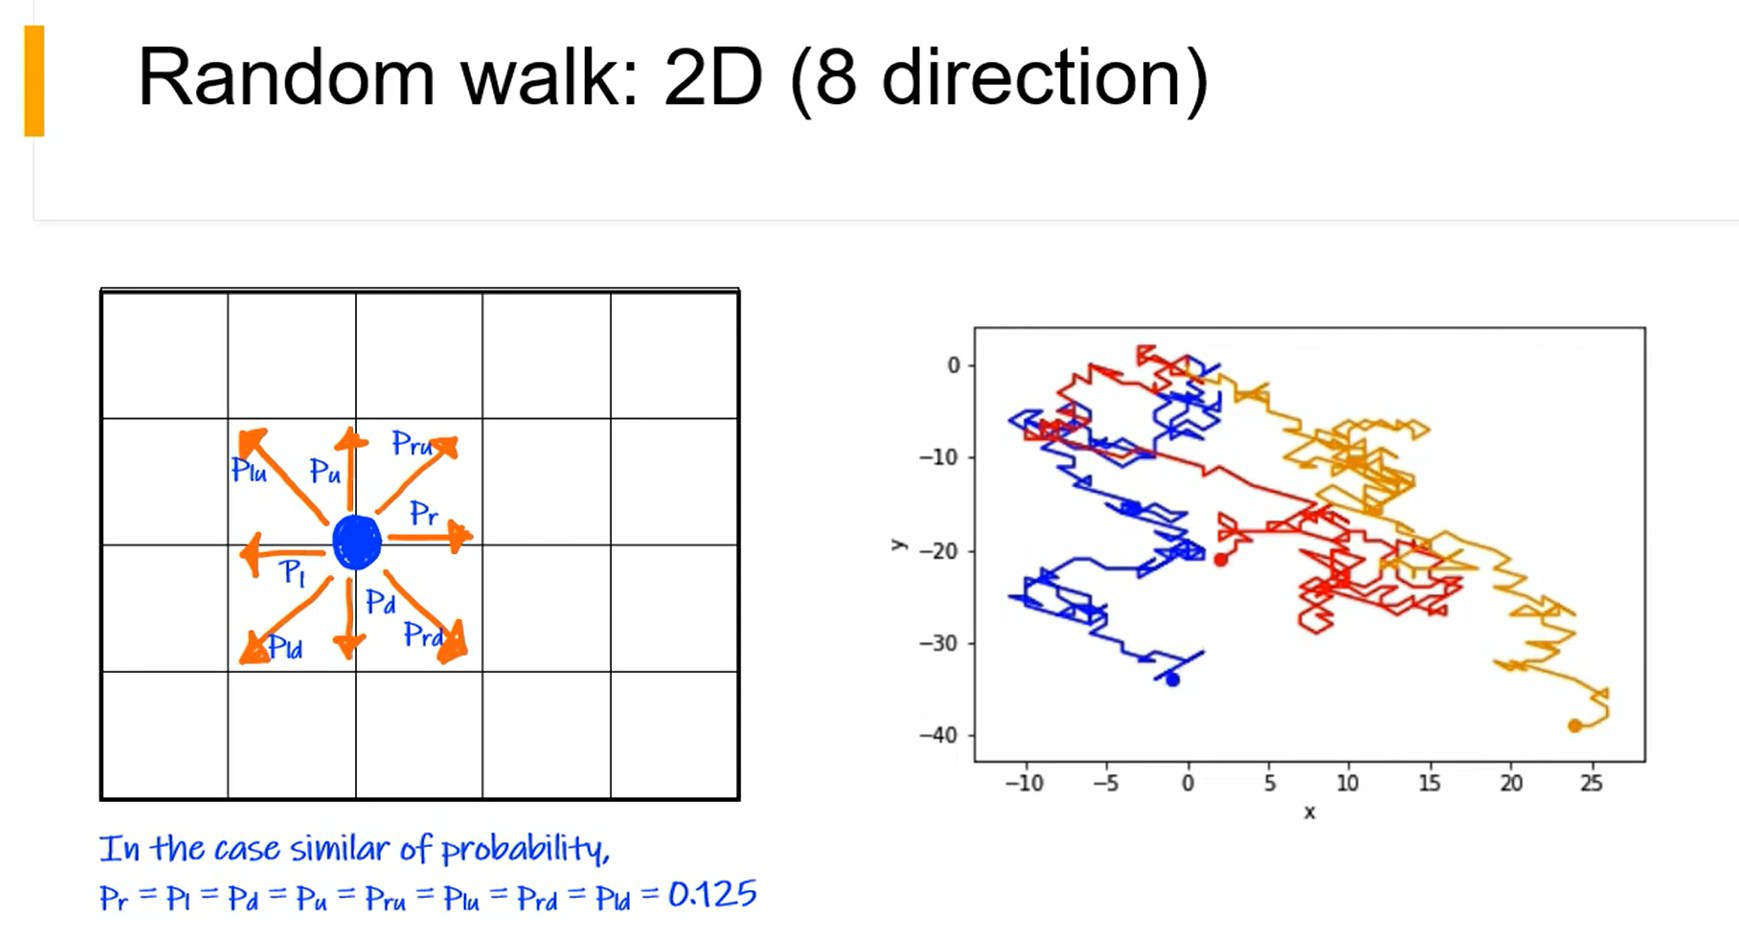 Random walk: 2D (8 direction)
Plu
Pu
Pru
Pr
Pl
Pd
Pld
Prd
In the case similar of probability,
Pr = Pl = Pd = Pu = Pru = Plu = Prd = Pld = 0.125
0
−10
−20
−30
−40
y
−10 −5 0 5 10 15 20 25
x